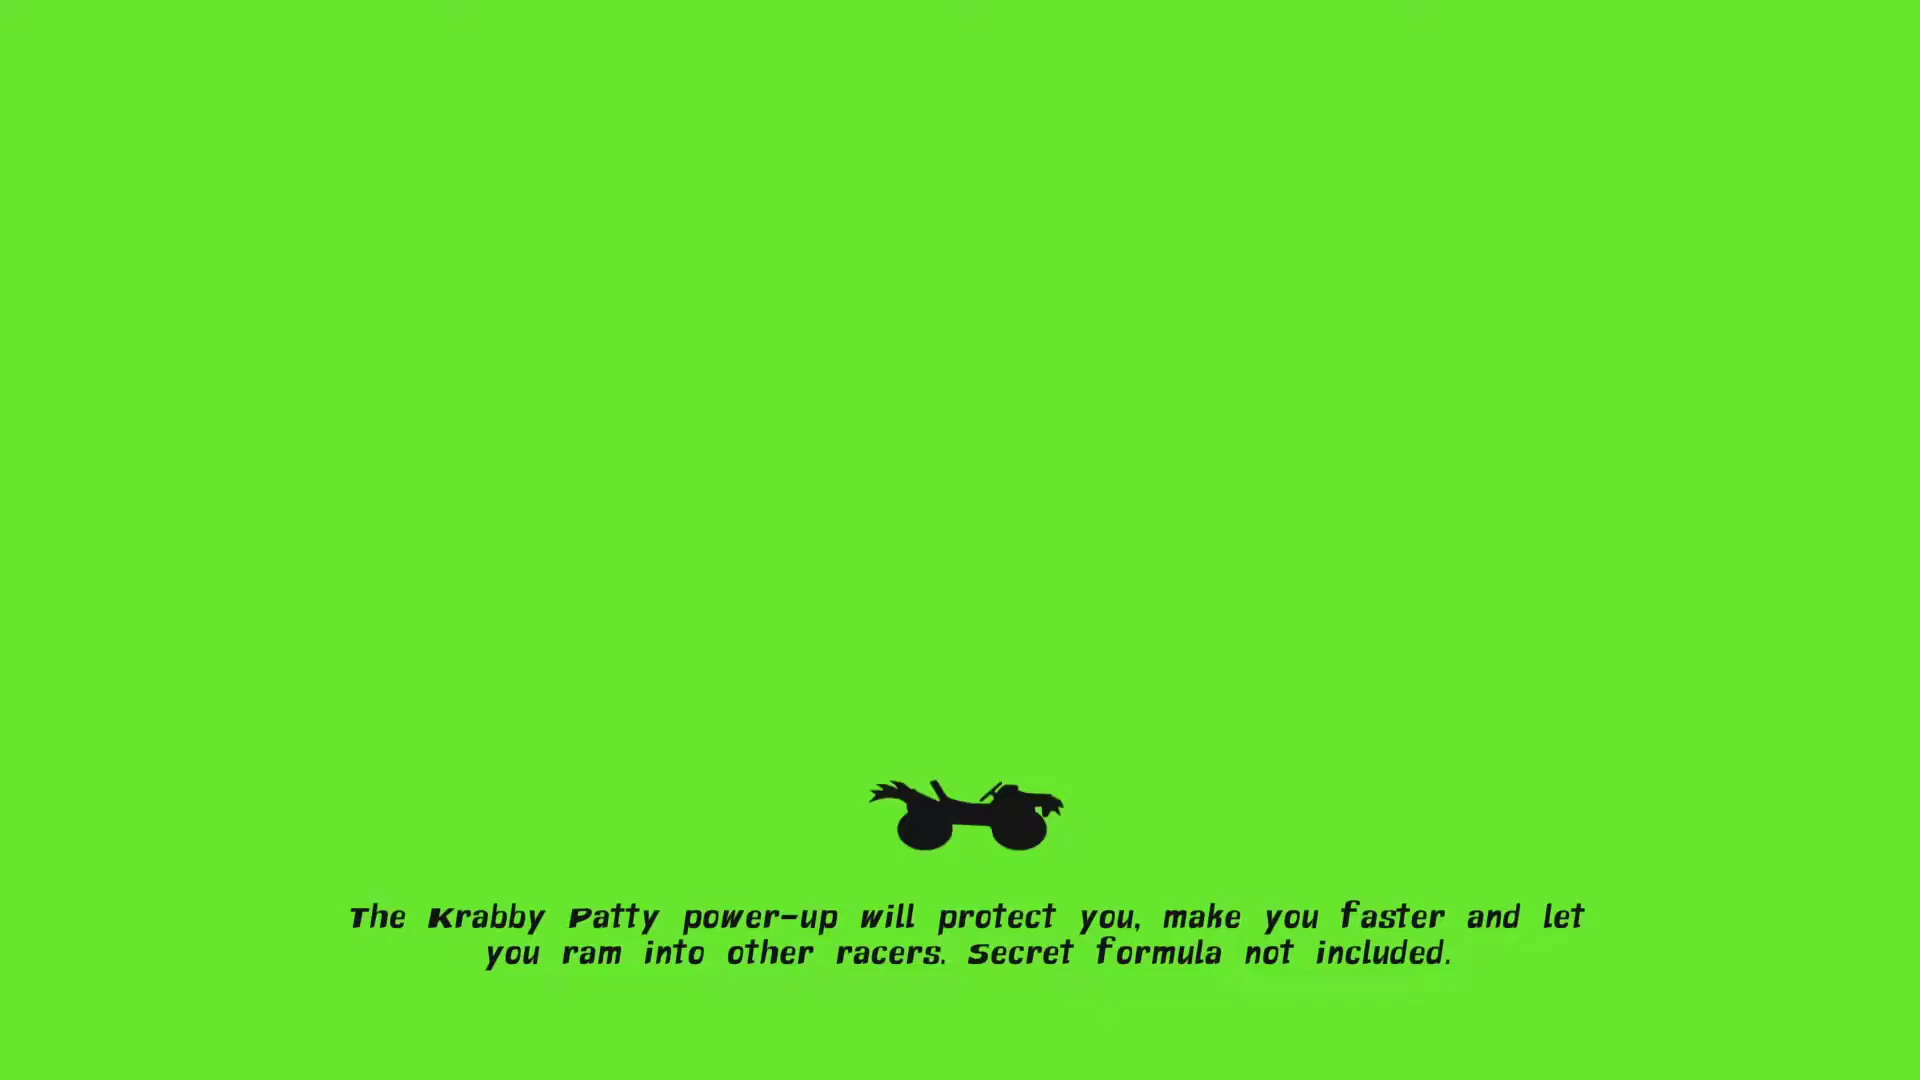 The Krabby Patty power-up will protect you, make you faster and let
you ram into other racers. Secret formula not included.